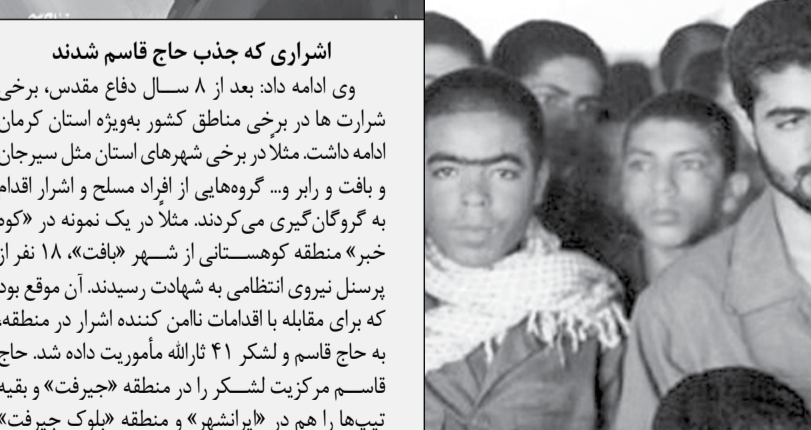 اشراری که جذب حاج قاسم شدند
وی ادامه داد: بعد از ۸ سال دفاع مقدس، برخی
شرارت ها در برخی مناطق کشور به‌ویژه استان کرمان
ادامه داشت. مثلاً در برخی شهرهای استان مثل سیرجان
و بافت و رابر و... گروه‌هایی از افراد مسلح و اشرار اقدام
به گروگان‌گیری می‌کردند. مثلاً در یک نمونه در «کوه
خبر» منطقه کوهستانی از شهر «بافت»، ۱۸ نفر از
پرسنل نیروی انتظامی به شهادت رسیدند. آن موقع بود
که برای مقابله با اقدامات ناامن کننده اشرار در منطقه،
به حاج قاسم و لشکر ۴۱ ثارالله مأموریت داده شد. حاج
قاسم مرکزیت لشکر را در منطقه «جیرفت» و بقیه
تیپ‌ها را هم در «ایرانشهر» و منطقه «بلوک جیرفت»